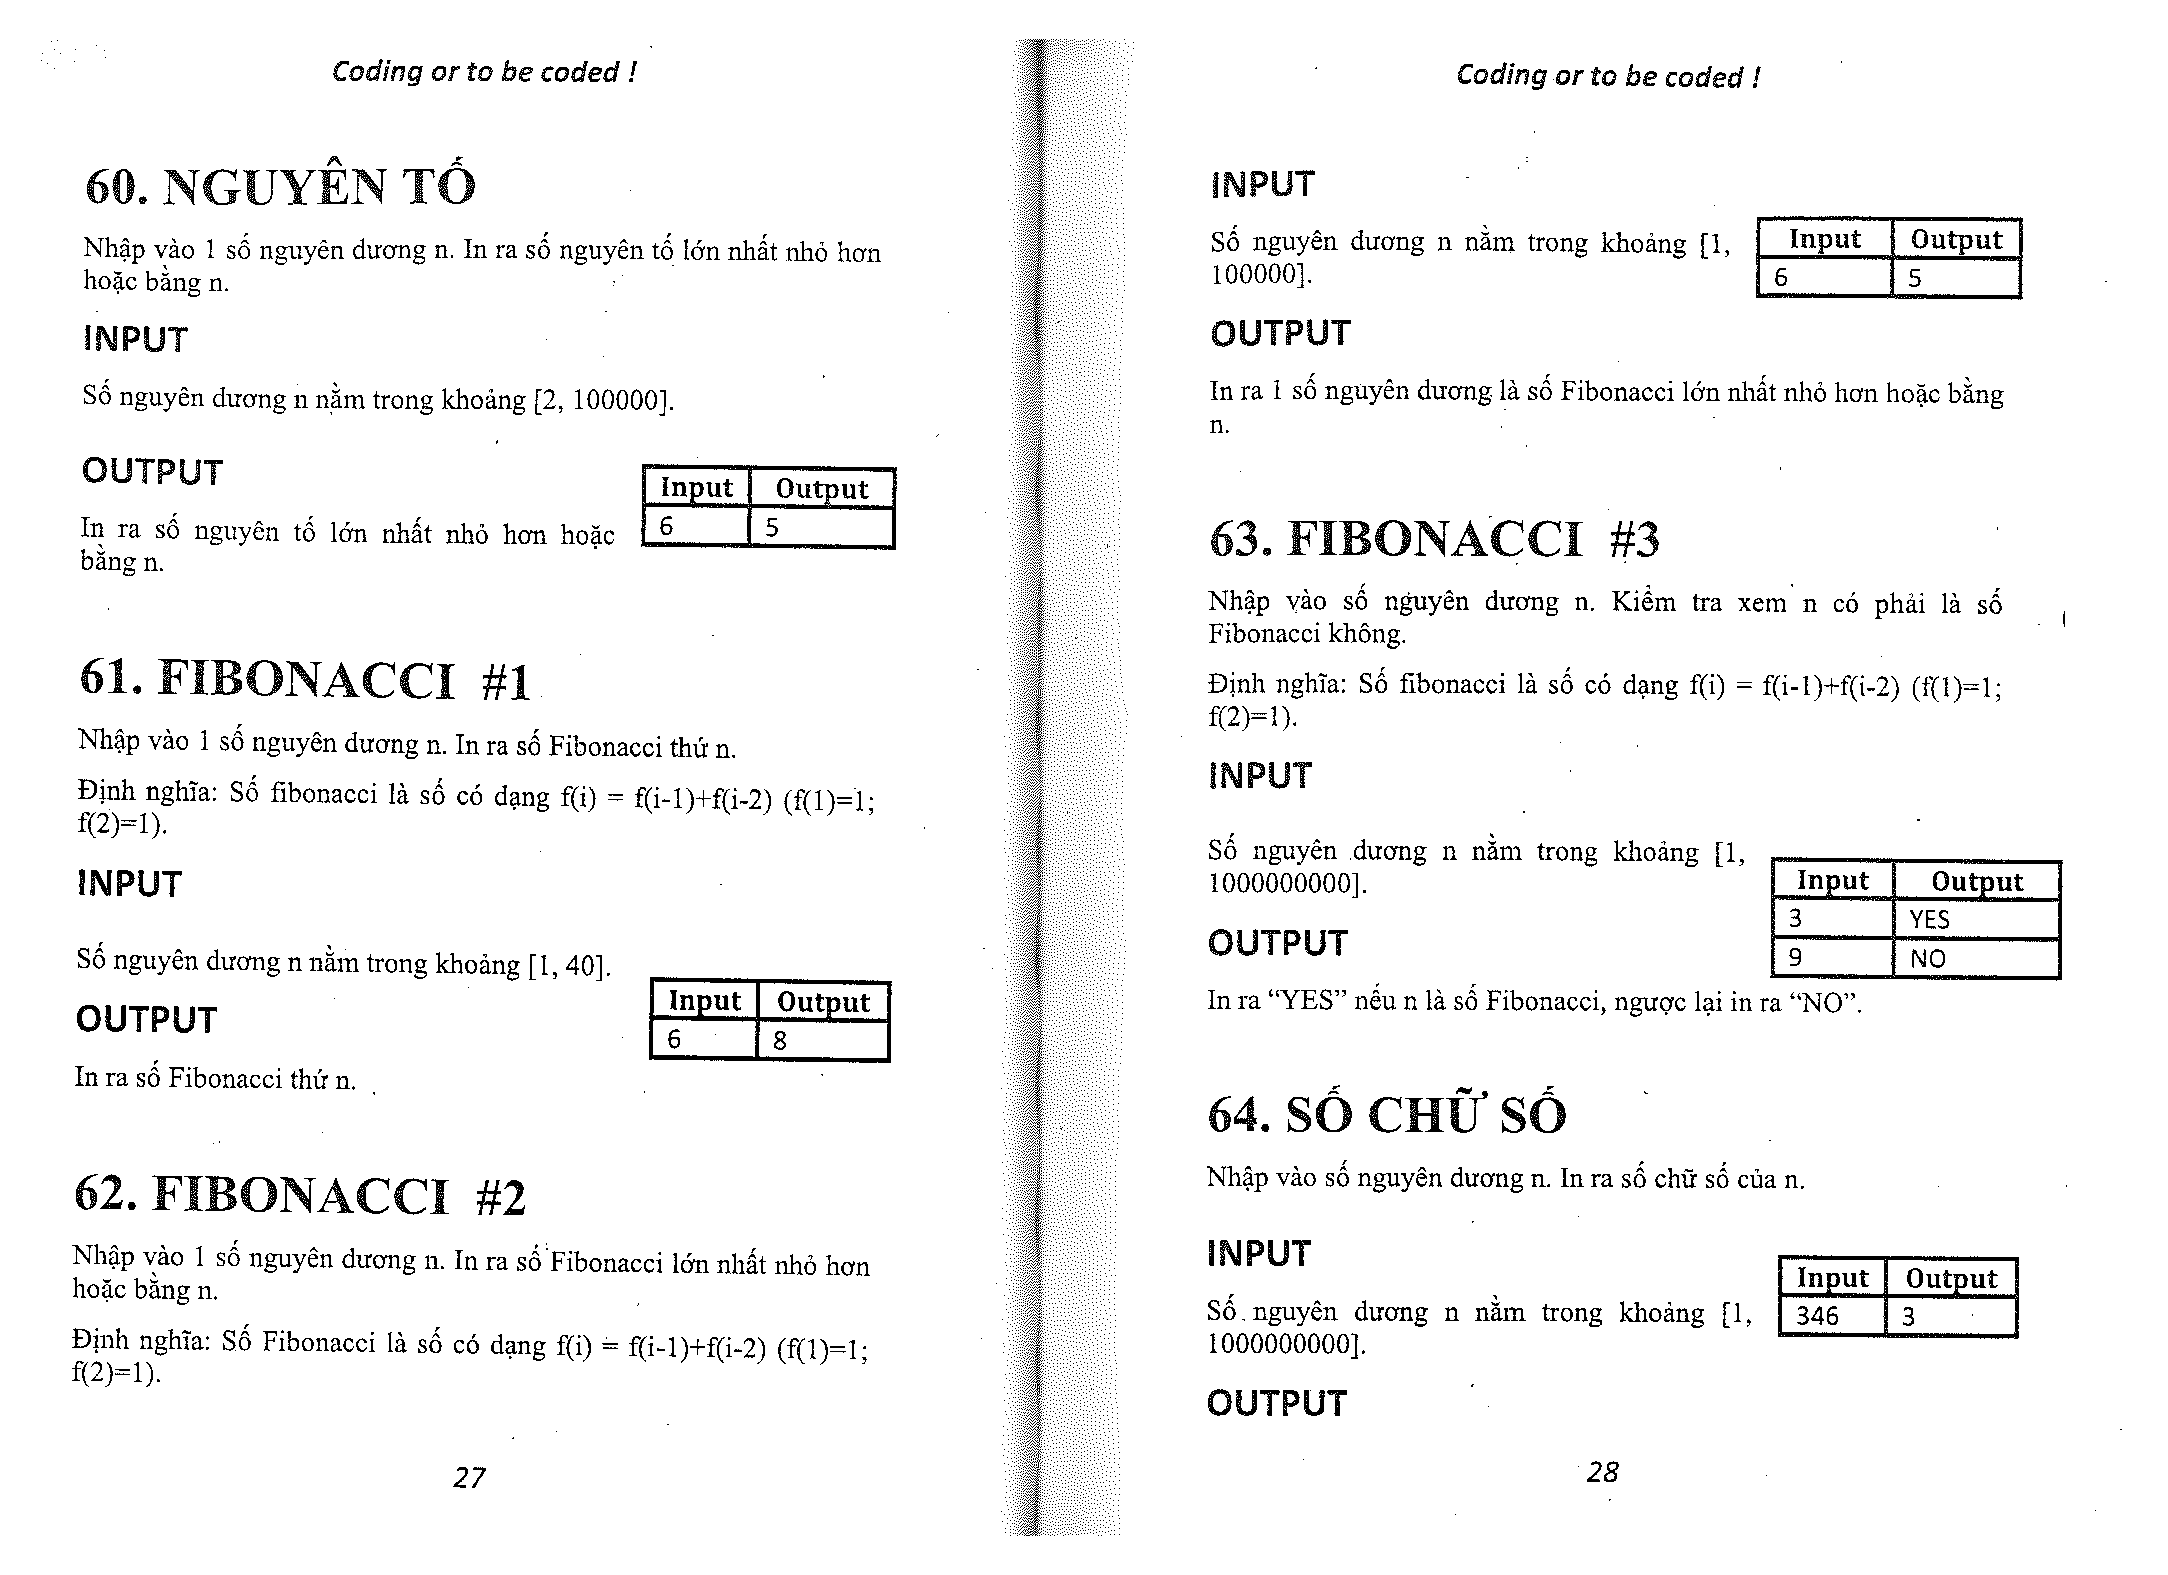 Coding or to be coded !
60. NGUYÊN TỐ
Nhập vào 1 số nguyên dương n. In ra số nguyên tố lớn nhất nhỏ hơn
hoặc bằng n.
INPUT
Số nguyên dương n nằm trong khoảng [2, 100000].
OUTPUT
In ra số nguyên tố lớn nhất nhỏ hơn hoặc
bằng n.
Input Output
6 5
61. FIBONACCI #1
Nhập vào 1 số nguyên dương n. In ra số Fibonacci thứ n.
Định nghĩa: Số fibonacci là số có dạng f(i) = f(i-1)+f(i-2) (f(1)=1;
f(2)=1).
INPUT
Số nguyên dương n nằm trong khoảng [1, 40].
OUTPUT
In ra số Fibonacci thứ n.
Input Output
6 8
62. FIBONACCI #2
Nhập vào 1 số nguyên dương n. In ra số Fibonacci lớn nhất nhỏ hơn
hoặc bằng n.
Định nghĩa: Số Fibonacci là số có dạng f(i) = f(i-1)+f(i-2) (f(1)=1;
f(2)=1).
27
Coding or to be coded !
INPUT
Số nguyên dương n nằm trong khoảng [1,
100000].
Input Output
6 5
OUTPUT
In ra 1 số nguyên dương là số Fibonacci lớn nhất nhỏ hơn hoặc bằng
n.
63. FIBONACCI #3
Nhập vào số nguyên dương n. Kiểm tra xem n có phải là số
Fibonacci không.
Định nghĩa: Số fibonacci là số có dạng f(i) = f(i-1)+f(i-2) (f(1)=1;
f(2)=1).
INPUT
Số nguyên dương n nằm trong khoảng [1,
1000000000].
Input Output
3 YES
9 NO
OUTPUT
In ra “YES” nếu n là số Fibonacci, ngược lại in ra “NO”.
64. SỐ CHỮ SỐ
Nhập vào số nguyên dương n. In ra số chữ số của n.
INPUT
Số nguyên dương n nằm trong khoảng [1,
1000000000].
Input Output
346 3
OUTPUT
28